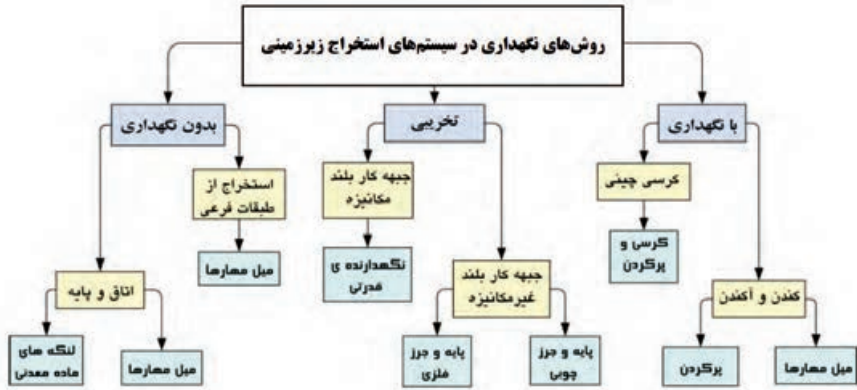 روش‌های نگهداری در سیستم‌های استخراج زیرزمینی
با نگهداری
تخریبی
بدون نگهداری
کرسی چینی
جبهه کار بلند
مکانیزه
استخراج از
طبقات فرعی
کرسی و
پرکردن
نگهدارنده ی
قدرتی
میل مهارها
کندن و آکندن
جبهه کار بلند
غیرمکانیزه
اتاق و پایه
میل مهارها
پرکردن
پایه و جرز
چوبی
پایه و جرز
فلزی
میل مهارها
لنگه های
ماده معدنی